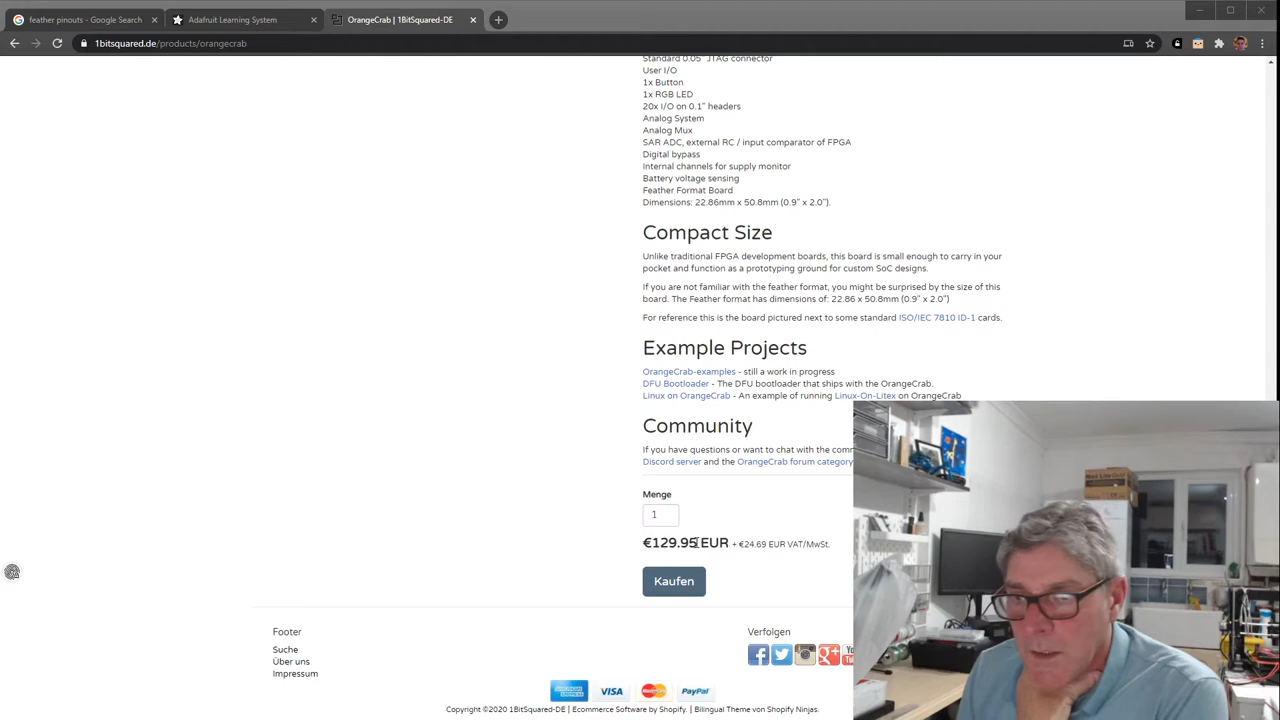 feather pinouts - Google Search
Adafruit Learning System
OrangeCrab | 1BitSquared-DE
1bitsquared.de/products/orangecrab
Standard 0.05" JTAG connector
User I/O
1x Button
1x RGB LED
20x I/O on 0.1" headers
Analog System
Analog Mux
SAR ADC, external RC / input comparator of FPGA
Digital bypass
Internal channels for supply monitor
Battery voltage sensing
Feather Format Board
Dimensions: 22.86mm x 50.8mm (0.9" x 2.0").
Compact Size
Unlike traditional FPGA development boards, this board is small enough to carry in your
pocket and function as a prototyping ground for custom SoC designs.
If you are not familiar with the feather format, you might be surprised by the size of this
board. The Feather format has dimensions of: 22.86 x 50.8mm (0.9" x 2.0")
For reference this is the board pictured next to some standard ISO/IEC 7810 ID-1 cards.
Example Projects
OrangeCrab-examples - still a work in progress
DFU Bootloader - The DFU bootloader that ships with the OrangeCrab.
Linux on OrangeCrab - An example of running Linux-On-Litex on OrangeCrab
Community
If you have questions or want to chat with the comm
Discord server and the OrangeCrab forum category
Menge
1
€129.95 EUR + €24.69 EUR VAT/MwSt.
Kaufen
Footer
Suche
Über uns
Impressum
Verfolgen
VISA
MasterCard
PayPal
Copyright ©2020 1BitSquared-DE | Ecommerce Software by Shopify. | Bilingual Theme von Shopify Ninjas.